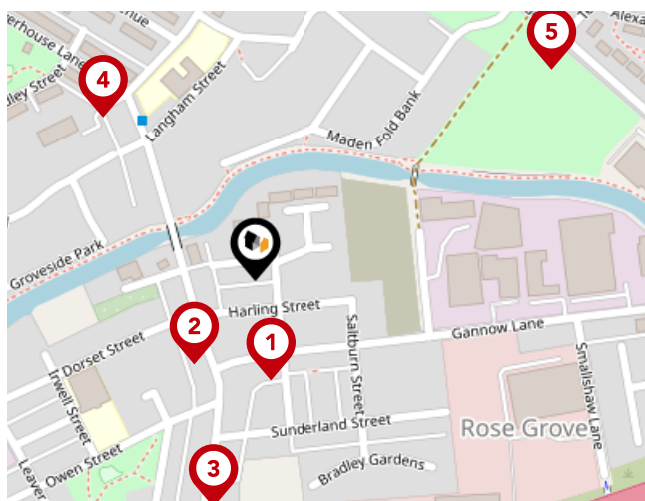 5
4
Langham Street
Maden Fold Bank
Groveside Park
Harling Street
2
1
Gannow Lane
Dorset Street
Saltburn Street
Smallshaw Lane
Irwell Street
Sunderland Street
Rose Grove
Owen Street
Bradley Gardens
3